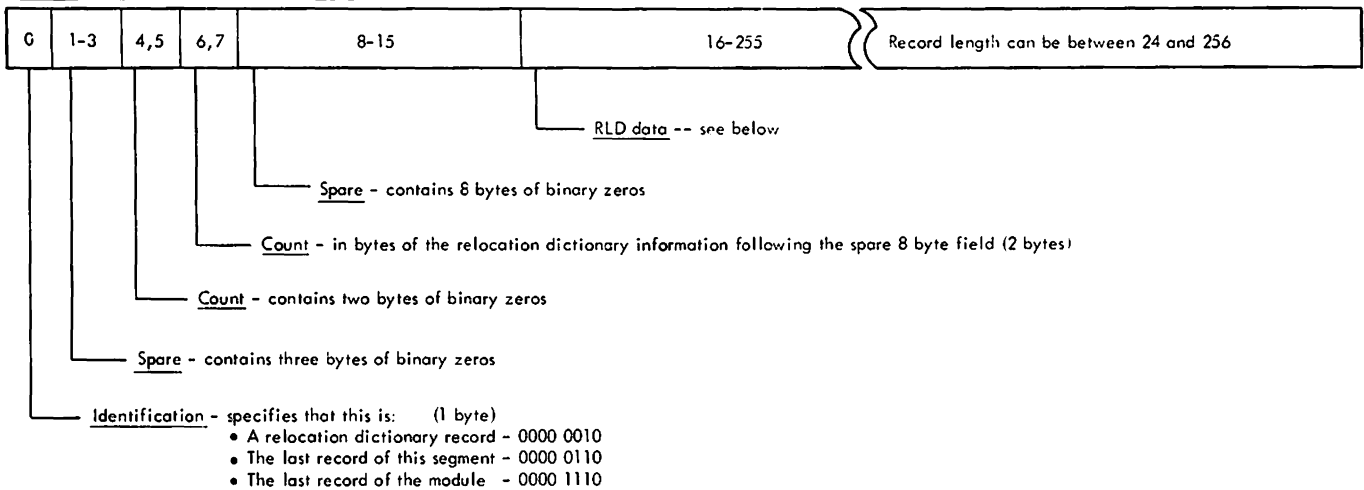 0 1-3 4,5 6,7 8-15 16-255 Record length can be between 24 and 256
RLD data -- see below
Spare - contains 8 bytes of binary zeros
Count - in bytes of the relocation dictionary information following the spare 8 byte field (2 bytes)
Count - contains two bytes of binary zeros
Spare - contains three bytes of binary zeros
Identification - specifies that this is: (1 byte)
• A relocation dictionary record - 0000 0010
• The last record of this segment - 0000 0110
• The last record of the module - 0000 1110